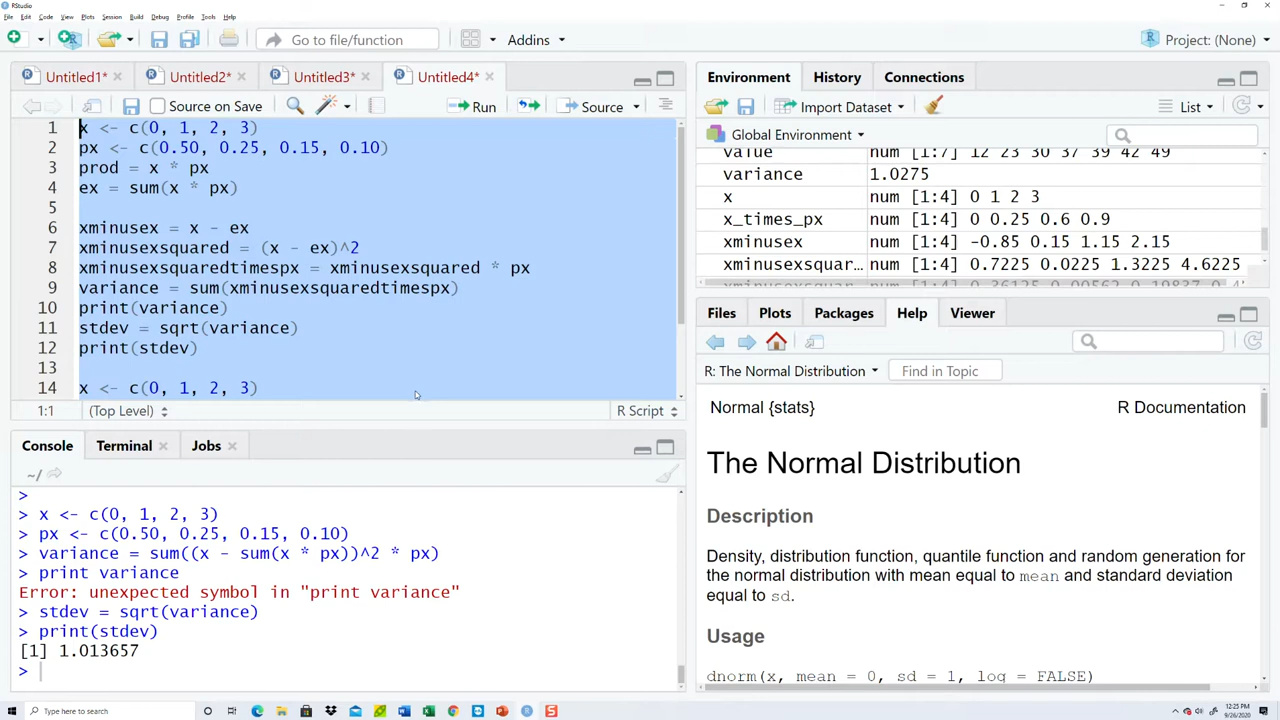 RStudio
File Edit Code View Plots Session Build Debug Profile Tools Help
Go to file/function Addins Project: (None)
Untitled1* Untitled2* Untitled3* Untitled4*
Source on Save Run Source
1 x <- c(0, 1, 2, 3)
2 px <- c(0.50, 0.25, 0.15, 0.10)
3 prod = x * px
4 ex = sum(x * px)
5
6 xminusex = x - ex
7 xminusexsquared = (x - ex)^2
8 xminusexsquaredtimespx = xminusexsquared * px
9 variance = sum(xminusexsquaredtimespx)
10 print(variance)
11 stdev = sqrt(variance)
12 print(stdev)
13
14 x <- c(0, 1, 2, 3)
1:1 (Top Level) R Script
Console Terminal Jobs
~/
>
> x <- c(0, 1, 2, 3)
> px <- c(0.50, 0.25, 0.15, 0.10)
> variance = sum((x - sum(x * px))^2 * px)
> print variance
Error: unexpected symbol in "print variance"
> stdev = sqrt(variance)
> print(stdev)
[1] 1.013657
>
Environment History Connections
Import Dataset List
Global Environment
value num [1:7] 12 23 30 37 39 42 49
variance 1.0275
x num [1:4] 0 1 2 3
x_times_px num [1:4] 0 0.25 0.6 0.9
xminusex num [1:4] -0.85 0.15 1.15 2.15
xminusexsquar… num [1:4] 0.7225 0.0225 1.3225 4.6225
Files Plots Packages Help Viewer
R: The Normal Distribution Find in Topic
Normal {stats} R Documentation
The Normal Distribution
Description
Density, distribution function, quantile function and random generation for
the normal distribution with mean equal to mean and standard deviation
equal to sd.
Usage
dnorm(x, mean = 0, sd = 1, log = FALSE)
Type here to search
12:25 PM
9/26/2020